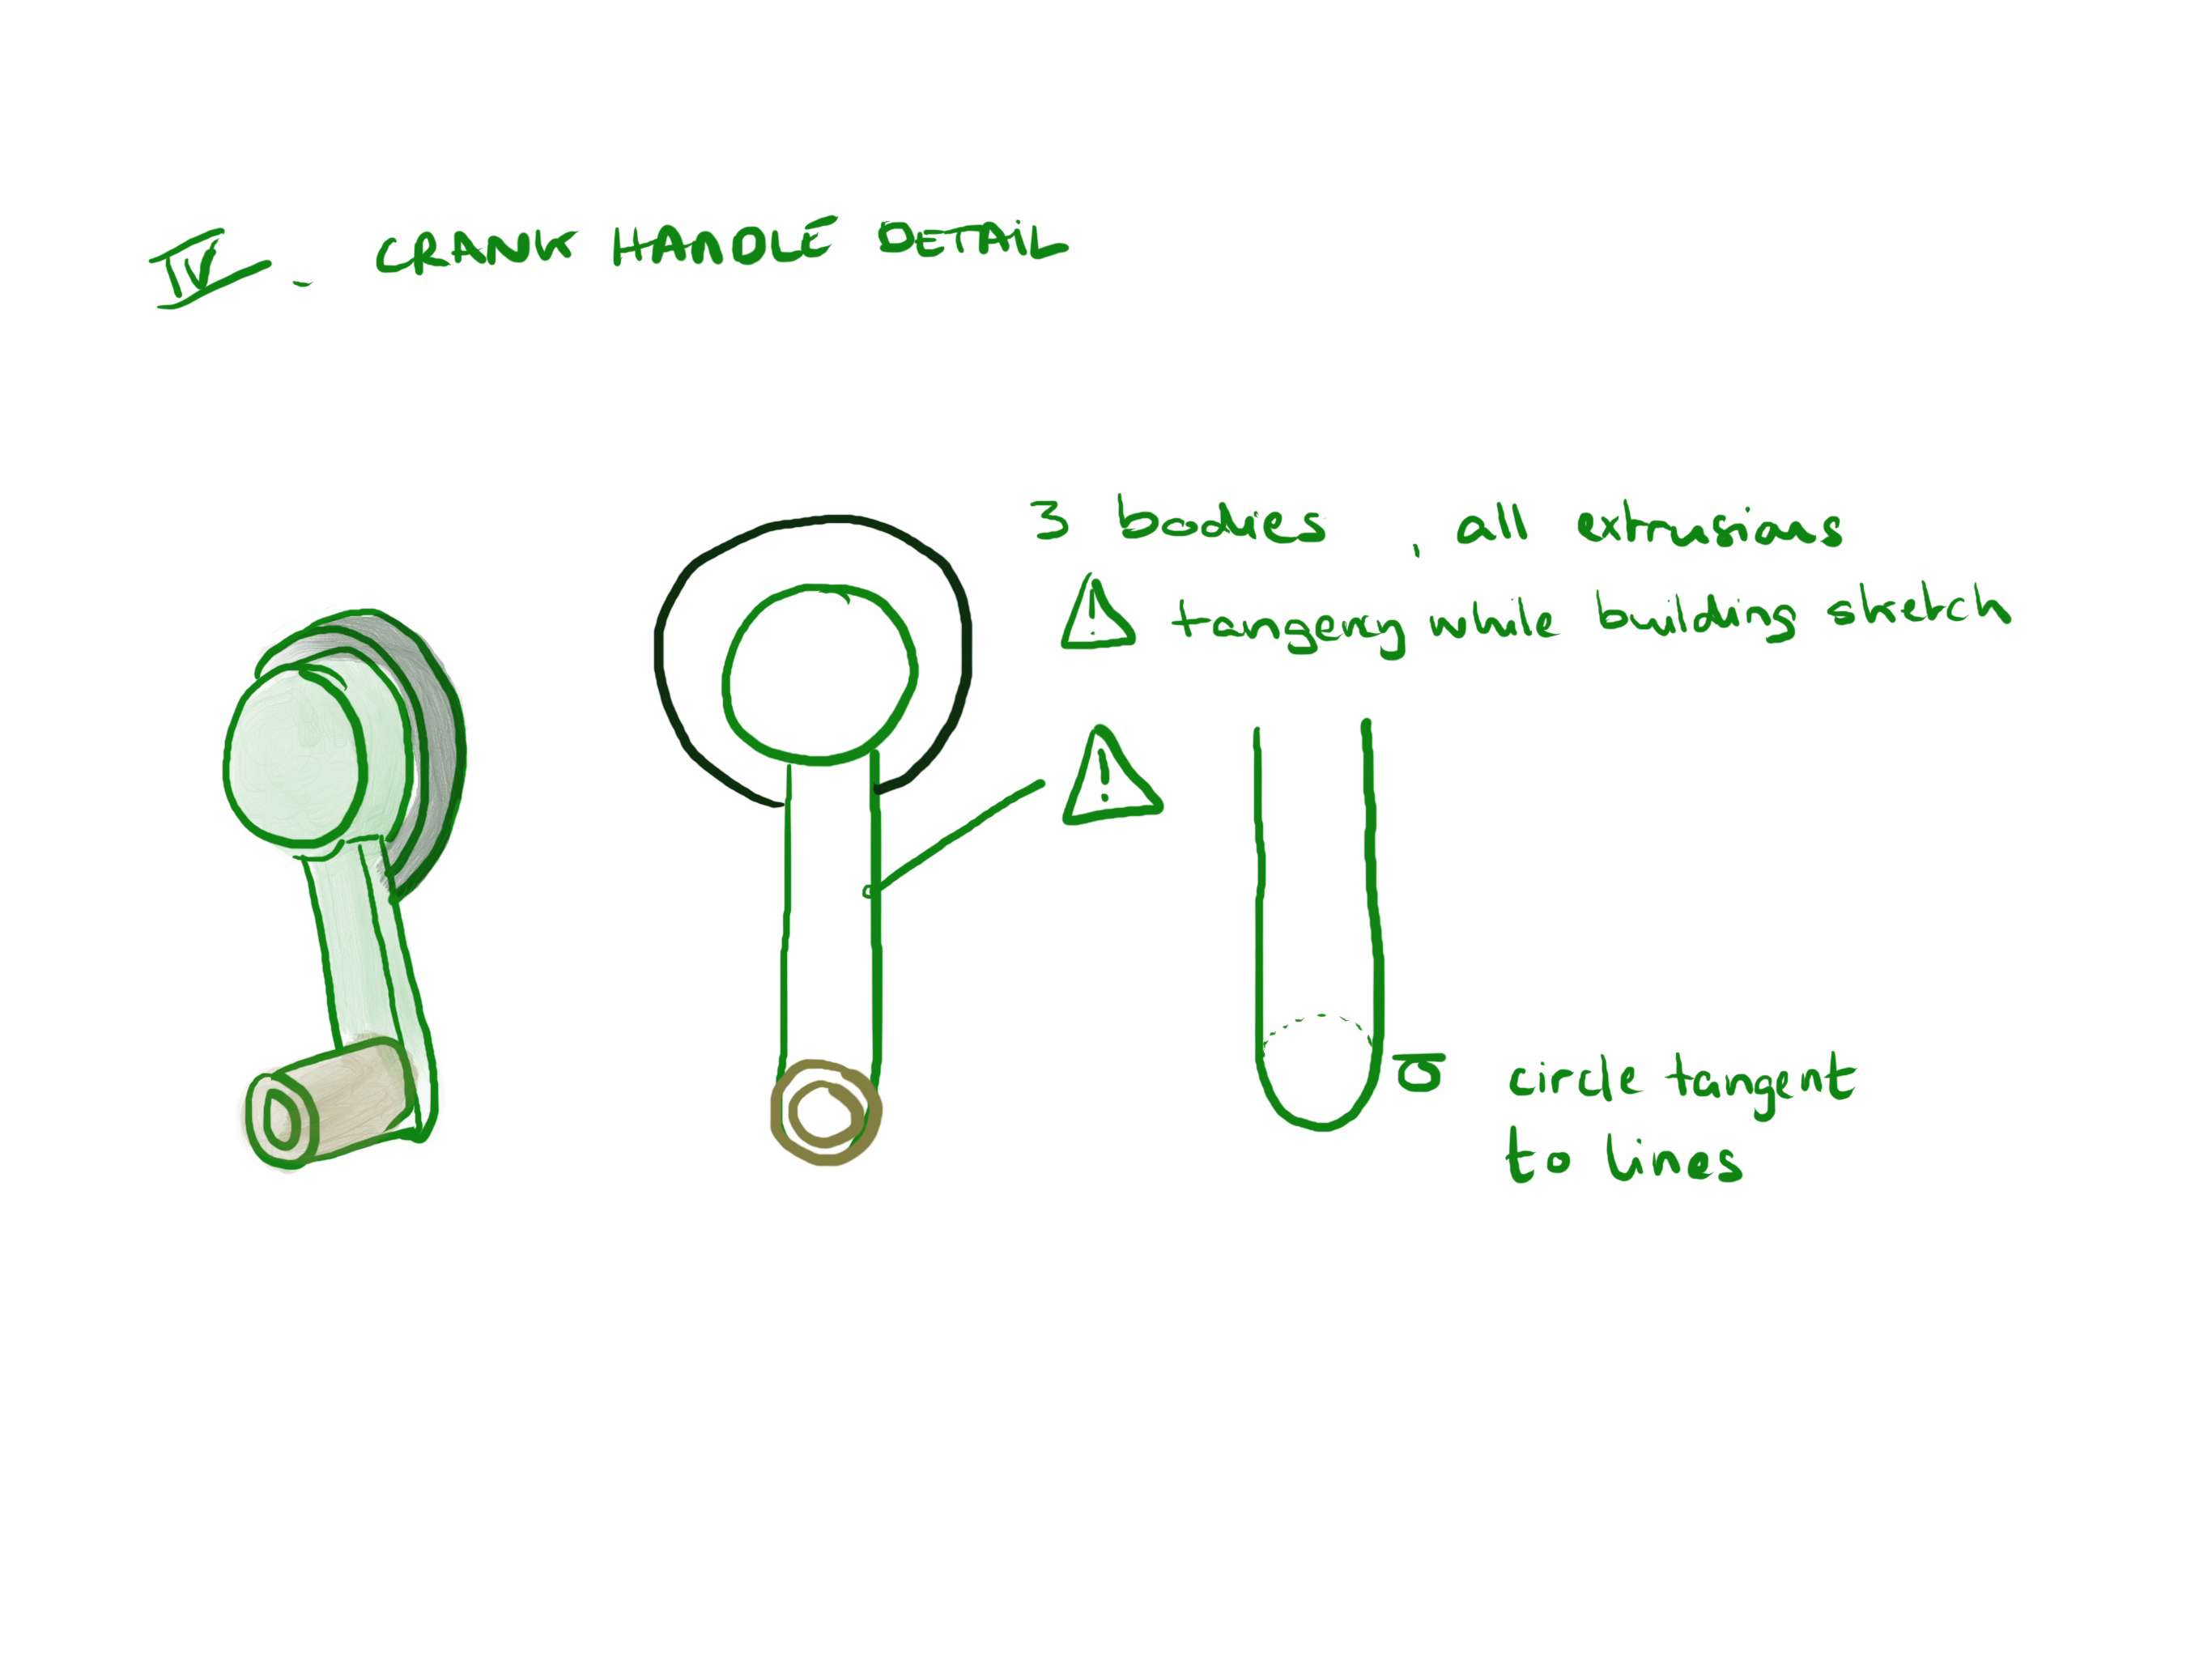 IV - CRANK HANDLE DETAIL
3 bodies , all extrusions
⚠ tangency while building sketch
⚠
circle tangent
to lines